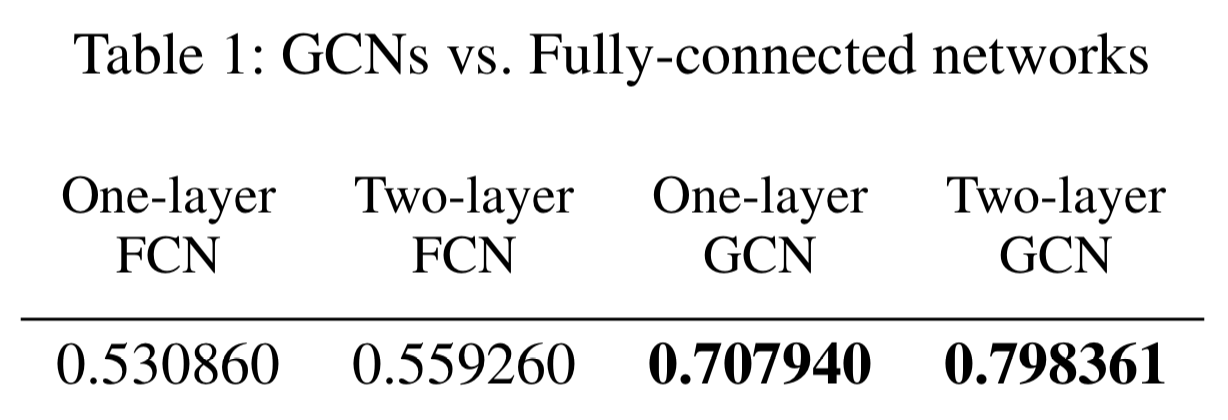 Table 1: GCNs vs. Fully-connected networks
One-layer Two-layer One-layer Two-layer
FCN FCN GCN GCN
0.530860 0.559260 0.707940 0.798361